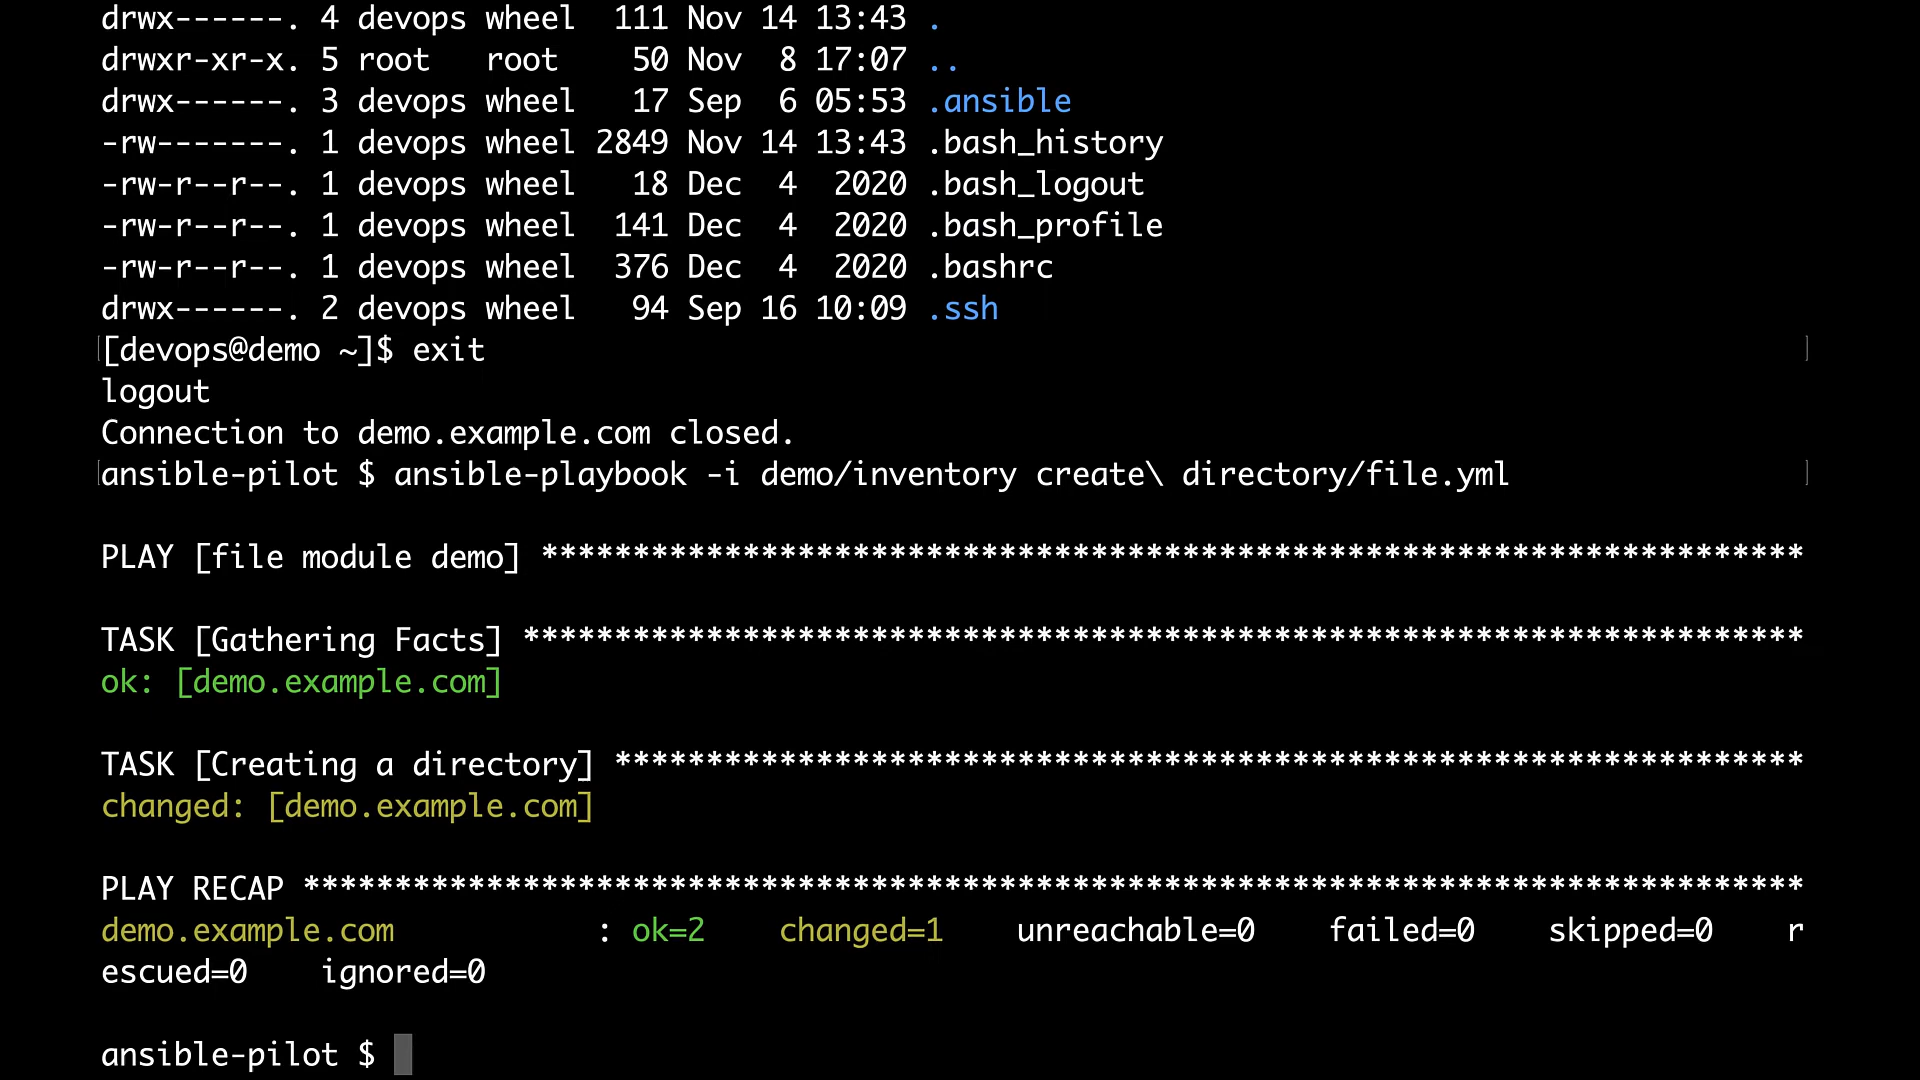 drwx------. 4 devops wheel  111 Nov 14 13:43 .
drwxr-xr-x. 5 root   root    50 Nov  8 17:07 ..
drwx------. 3 devops wheel   17 Sep  6 05:53 .ansible
-rw-------. 1 devops wheel 2849 Nov 14 13:43 .bash_history
-rw-r--r--. 1 devops wheel   18 Dec  4  2020 .bash_logout
-rw-r--r--. 1 devops wheel  141 Dec  4  2020 .bash_profile
-rw-r--r--. 1 devops wheel  376 Dec  4  2020 .bashrc
drwx------. 2 devops wheel   94 Sep 16 10:09 .ssh
[devops@demo ~]$ exit
logout
Connection to demo.example.com closed.
ansible-pilot $ ansible-playbook -i demo/inventory create\ directory/file.yml
PLAY [file module demo] *********************************************************************
TASK [Gathering Facts] **********************************************************************
ok: [demo.example.com]
TASK [Creating a directory] *****************************************************************
changed: [demo.example.com]
PLAY RECAP **********************************************************************************
demo.example.com           : ok=2    changed=1    unreachable=0    failed=0    skipped=0    r
escued=0    ignored=0
ansible-pilot $